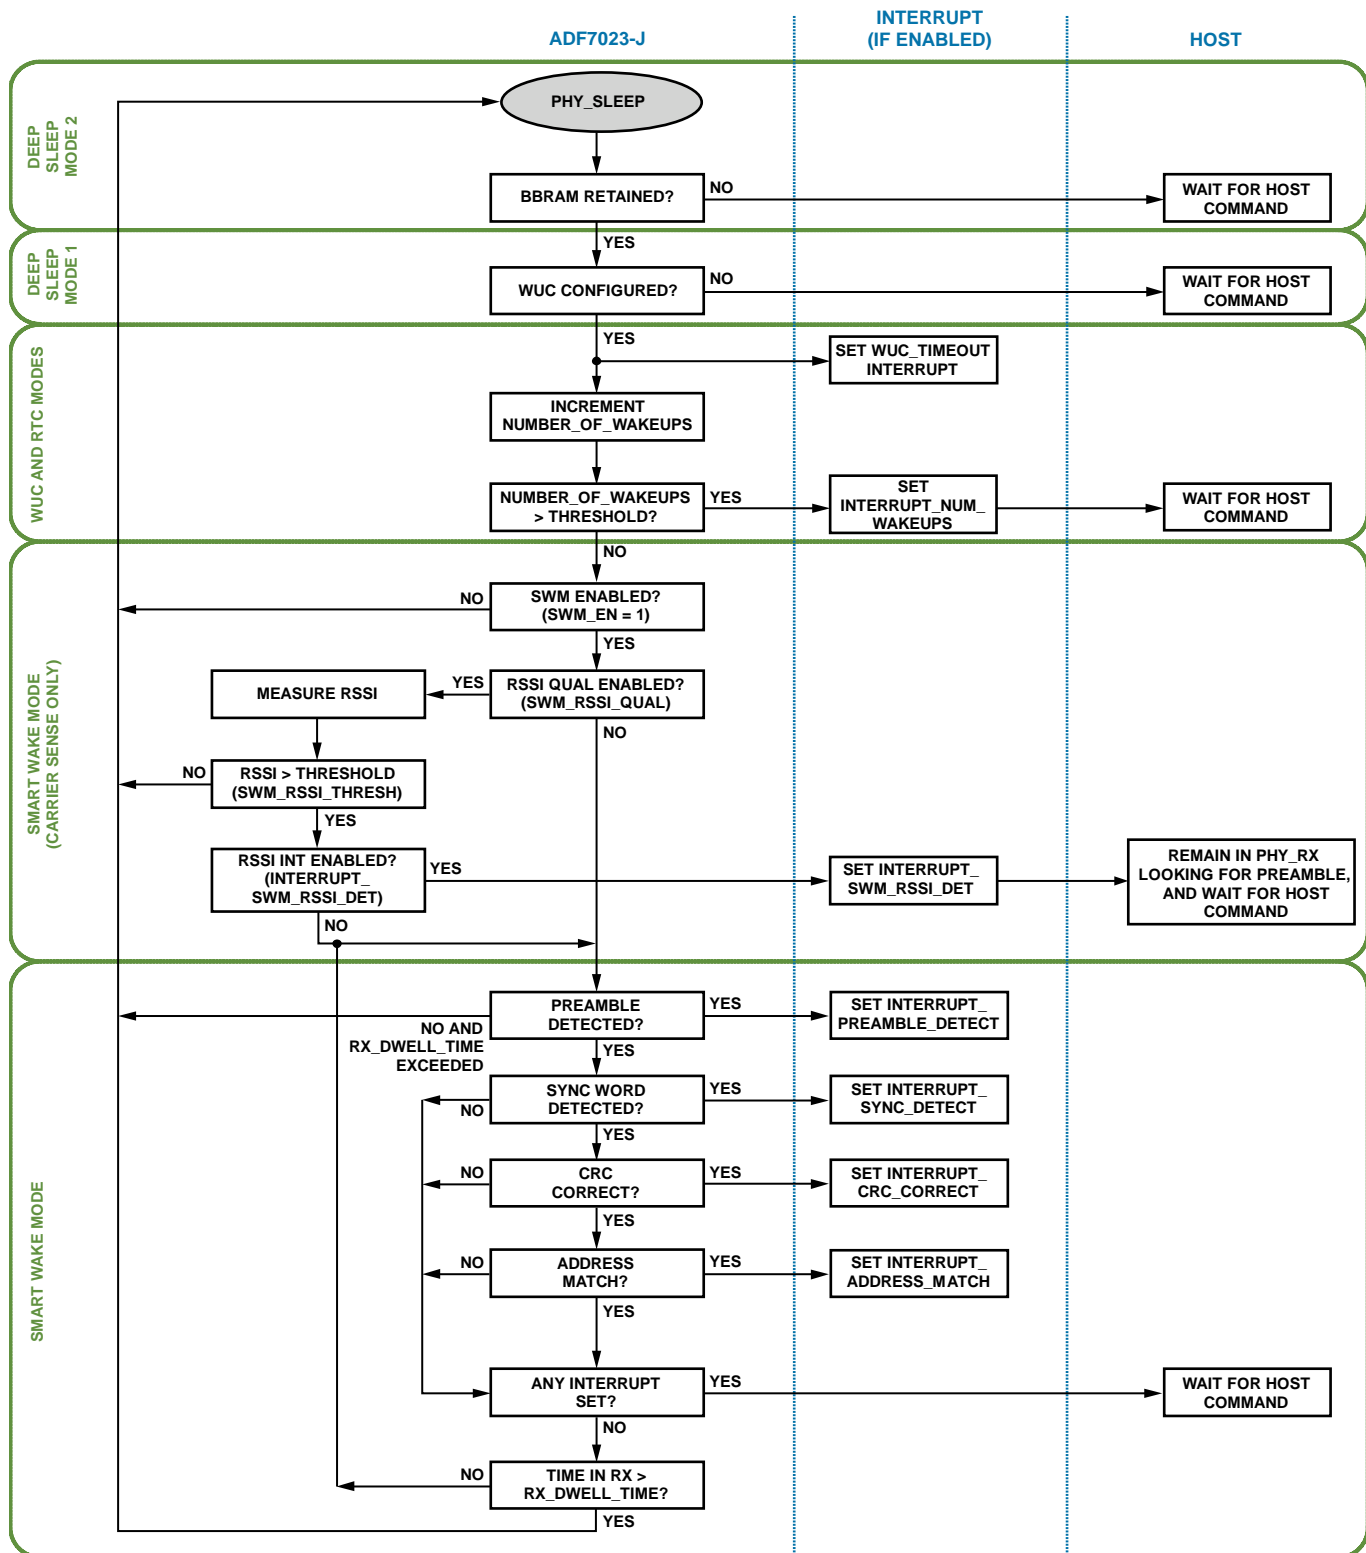 ADF7023-J
INTERRUPT
(IF ENABLED)
HOST
DEEP
SLEEP
MODE 2
PHY_SLEEP
BBRAM RETAINED?
NO
WAIT FOR HOST
COMMAND
YES
DEEP
SLEEP
MODE 1
WUC CONFIGURED?
NO
WAIT FOR HOST
COMMAND
YES
WUC AND RTC MODES
SET WUC_TIMEOUT
INTERRUPT
INCREMENT
NUMBER_OF_WAKEUPS
NUMBER_OF_WAKEUPS
> THRESHOLD?
YES
SET
INTERRUPT_NUM_
WAKEUPS
WAIT FOR HOST
COMMAND
NO
SMART WAKE MODE
(CARRIER SENSE ONLY)
SWM ENABLED?
(SWM_EN = 1)
NO
YES
RSSI QUAL ENABLED?
(SWM_RSSI_QUAL)
YES
MEASURE RSSI
NO
RSSI > THRESHOLD
(SWM_RSSI_THRESH)
NO
YES
RSSI INT ENABLED?
(INTERRUPT_
SWM_RSSI_DET)
YES
SET INTERRUPT_
SWM_RSSI_DET
REMAIN IN PHY_RX
LOOKING FOR PREAMBLE,
AND WAIT FOR HOST
COMMAND
NO
SMART WAKE MODE
PREAMBLE
DETECTED?
YES
SET INTERRUPT_
PREAMBLE_DETECT
NO AND
RX_DWELL_TIME
EXCEEDED
YES
SYNC WORD
DETECTED?
NO
YES
SET INTERRUPT_
SYNC_DETECT
YES
CRC
CORRECT?
NO
YES
SET INTERRUPT_
CRC_CORRECT
YES
ADDRESS
MATCH?
NO
YES
SET INTERRUPT_
ADDRESS_MATCH
YES
ANY INTERRUPT
SET?
YES
WAIT FOR HOST
COMMAND
NO
TIME IN RX >
RX_DWELL_TIME?
NO
YES